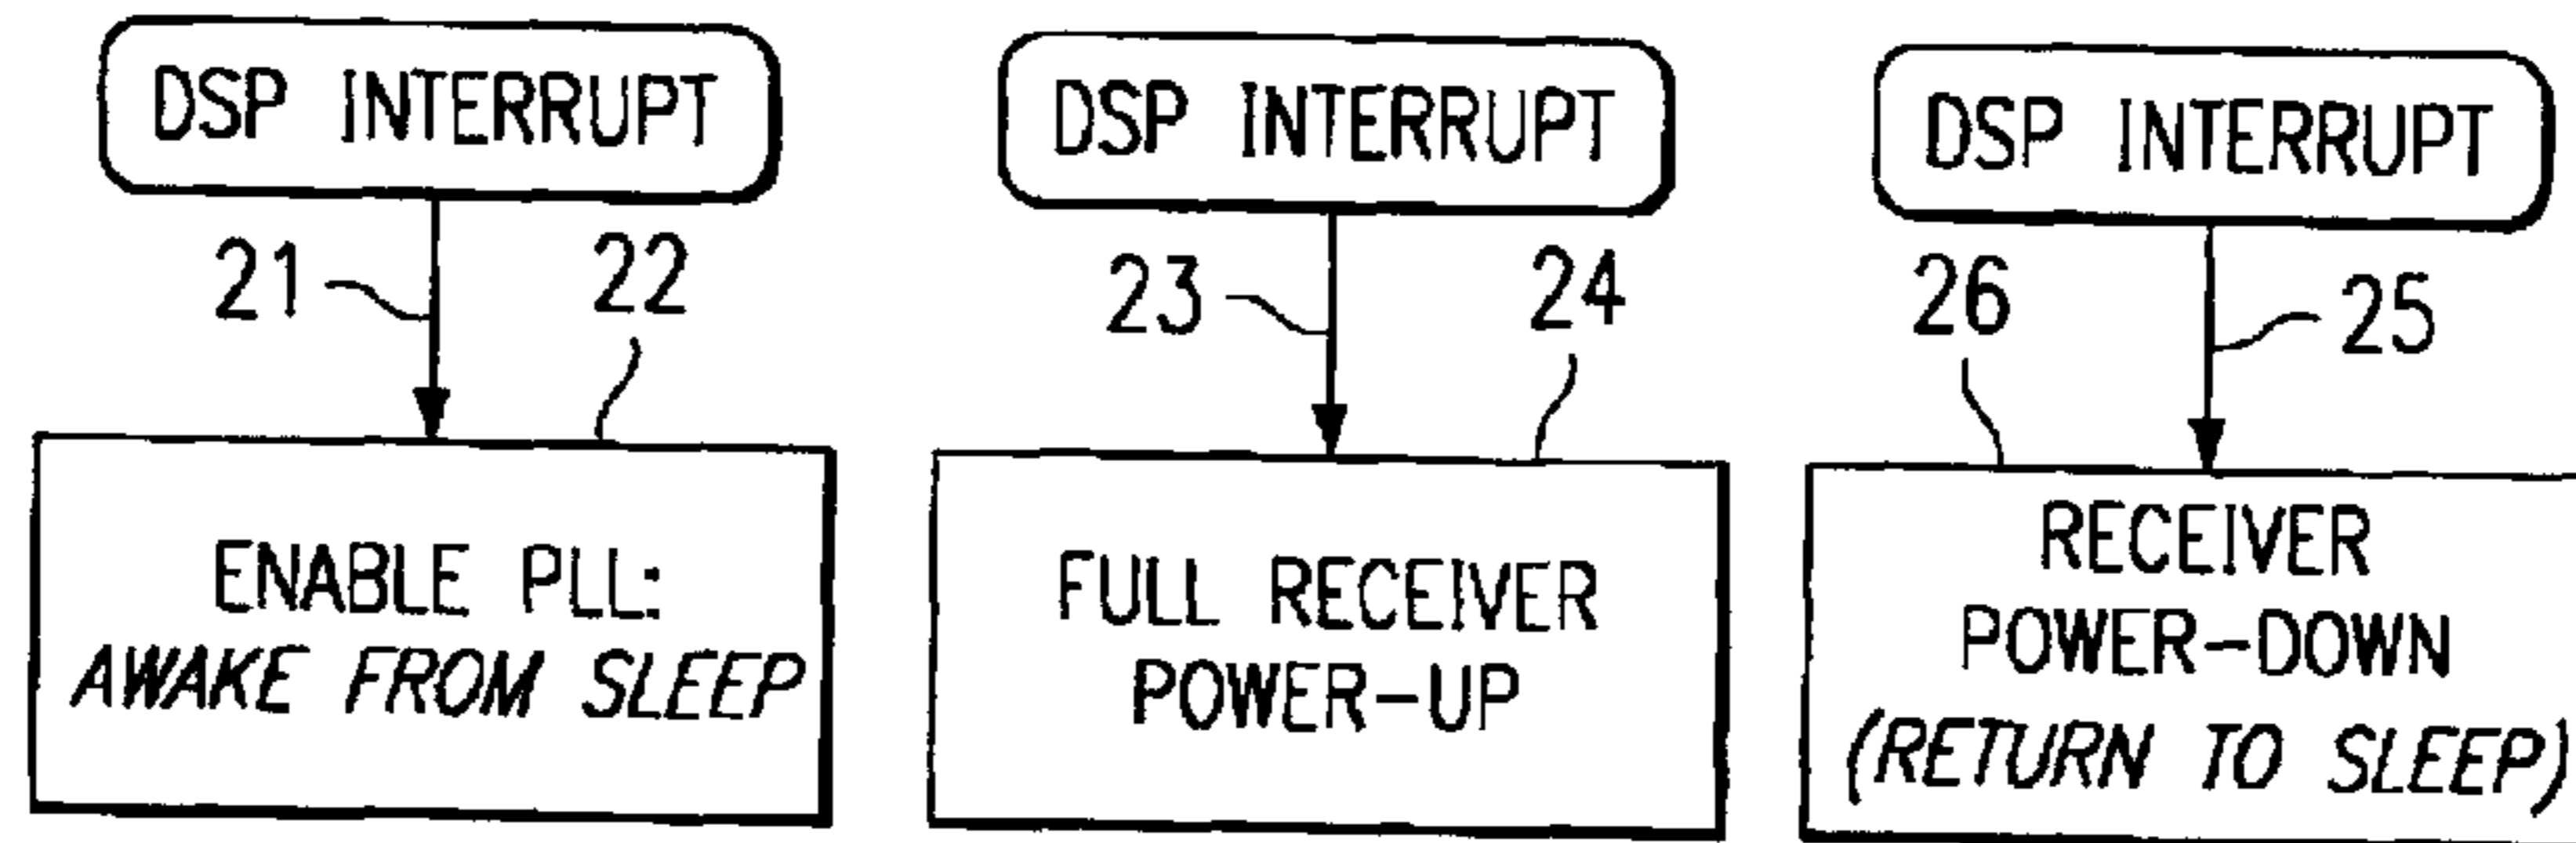 DSP INTERRUPT
21
22
ENABLE PLL:
AWAKE FROM SLEEP
DSP INTERRUPT
23
24
FULL RECEIVER
POWER-UP
DSP INTERRUPT
26
25
RECEIVER
POWER-DOWN
(RETURN TO SLEEP)